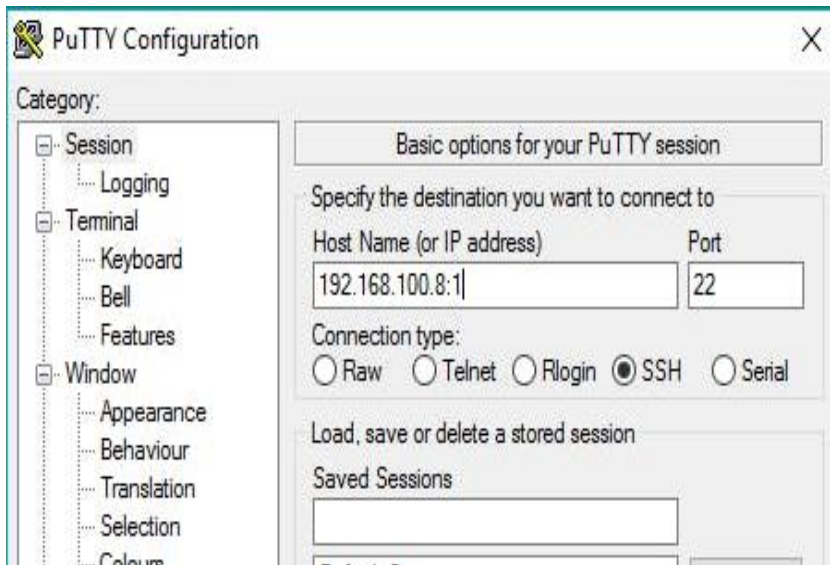 PuTTY Configuration
X
Category:
Session
Logging
Terminal
Keyboard
Bell
Features
Window
Appearance
Behaviour
Translation
Selection
Colours
Basic options for your PuTTY session
Specify the destination you want to connect to
Host Name (or IP address) Port
192.168.100.8:1 22
Connection type:
Raw Telnet Rlogin SSH Serial
Load, save or delete a stored session
Saved Sessions